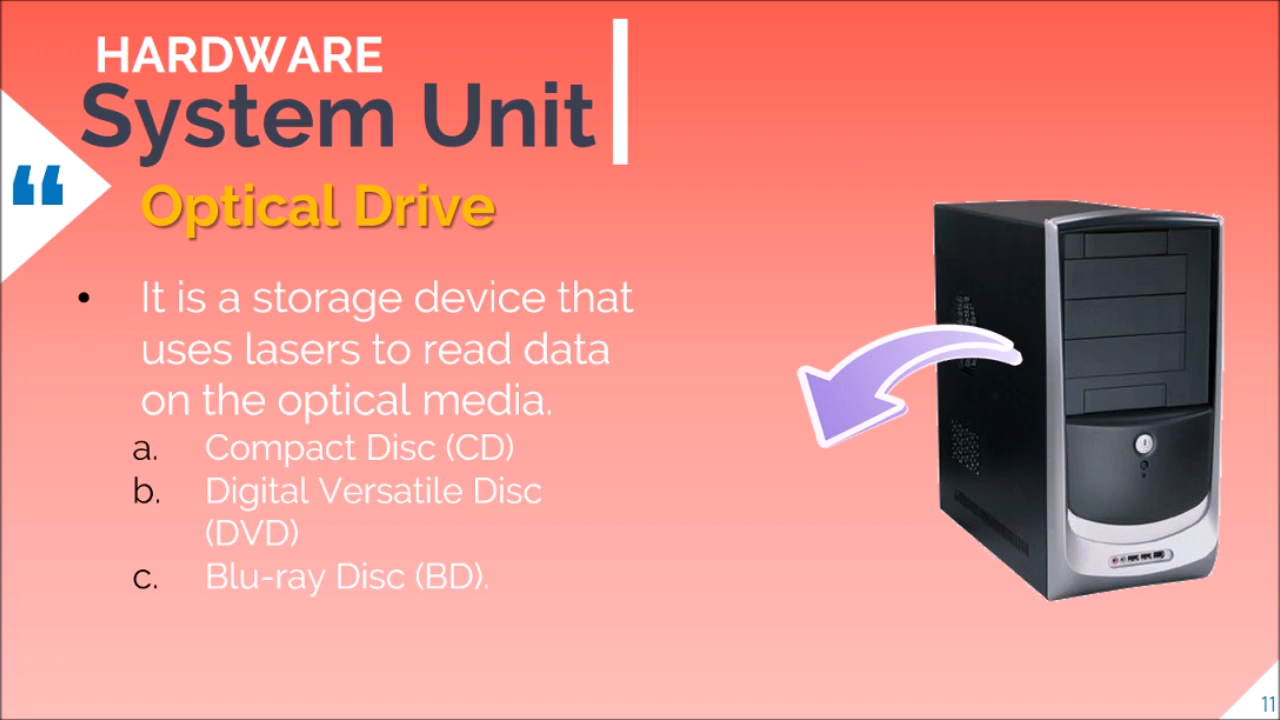 HARDWARE
System Unit
“
Optical Drive
• It is a storage device that
uses lasers to read data
on the optical media.
a. Compact Disc (CD)
b. Digital Versatile Disc
(DVD)
c. Blu-ray Disc (BD).
11